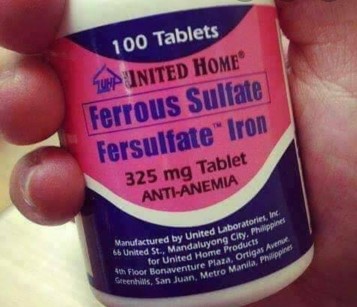 100 Tablets
UHP UNITED HOME®
Ferrous Sulfate
Fersulfate™ Iron
325 mg Tablet
ANTI-ANEMIA
Manufactured by United Laboratories, Inc.
66 United St., Mandaluyong City, Philippines
for United Home Products
4th Floor Bonaventure Plaza, Ortigas Avenue,
Greenhills, San Juan, Metro Manila, Philippines